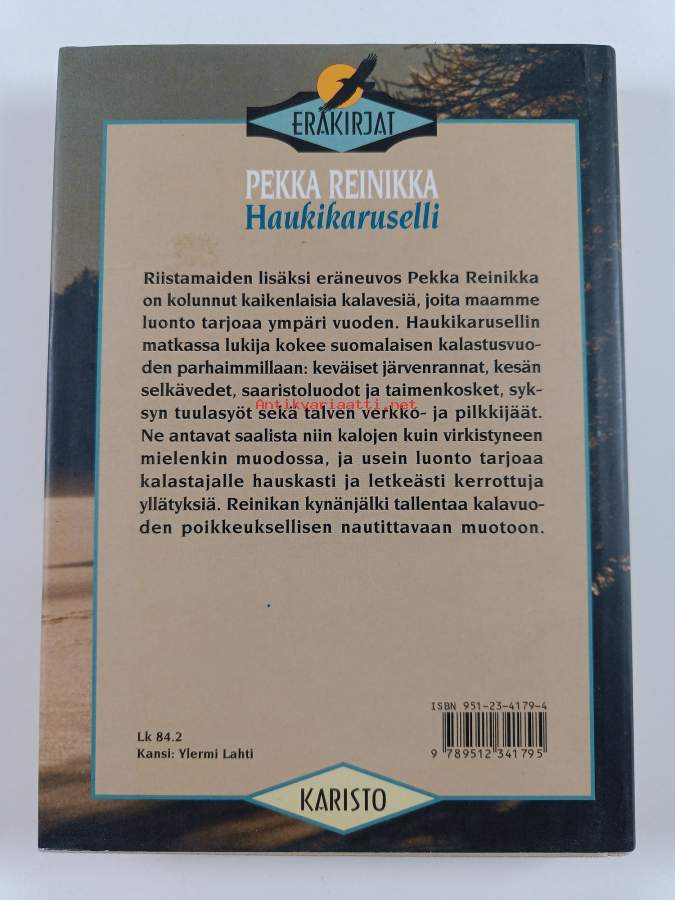 ERÄKIRJAT
PEKKA REINIKKA
Haukikaruselli
Riistamaiden lisäksi eräneuvos Pekka Reinikka
on kolunnut kaikenlaisia kalavesiä, joita maamme
luonto tarjoaa ympäri vuoden. Haukikarusellin
matkassa lukija kokee suomalaisen kalastusvuo-
den parhaimmillaan: keväiset järvenrannat, kesän
selkävedet, saaristoluodot ja taimenkosket, syk-
Antikvariaatti.net
syn tuulasyöt sekä talven verkko- ja pilkkijäät.
Ne antavat saalista niin kalojen kuin virkistyneen
mielenkin muodossa, ja usein luonto tarjoaa
kalastajalle hauskasti ja letkeästi kerrottuja
yllätyksiä. Reinikan kynänjälki tallentaa kalavuo-
den poikkeuksellisen nautittavaan muotoon.
ISBN 951-23-4179-4
Lk 84.2
Kansi: Ylermi Lahti
9 789512 341795
KARISTO